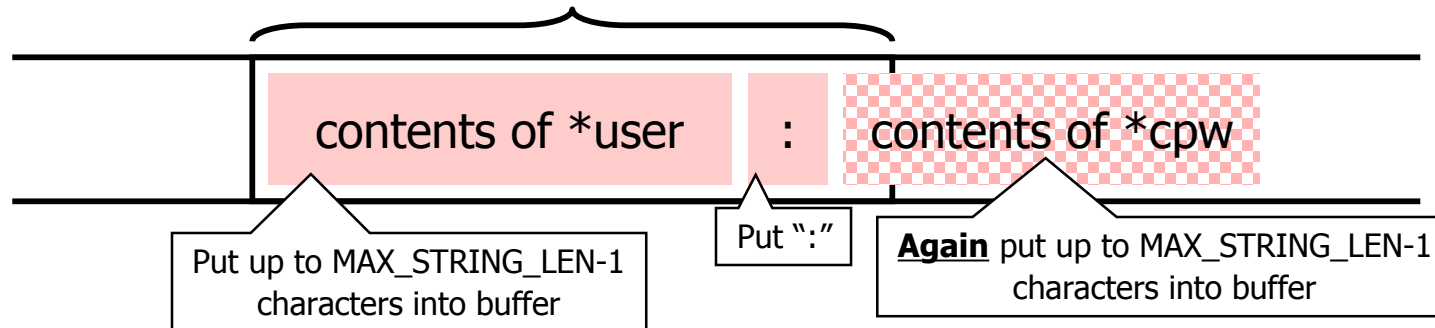 contents of *user : contents of *cpw
Put up to MAX_STRING_LEN-1
characters into buffer
Put “:”
Again put up to MAX_STRING_LEN-1
characters into buffer